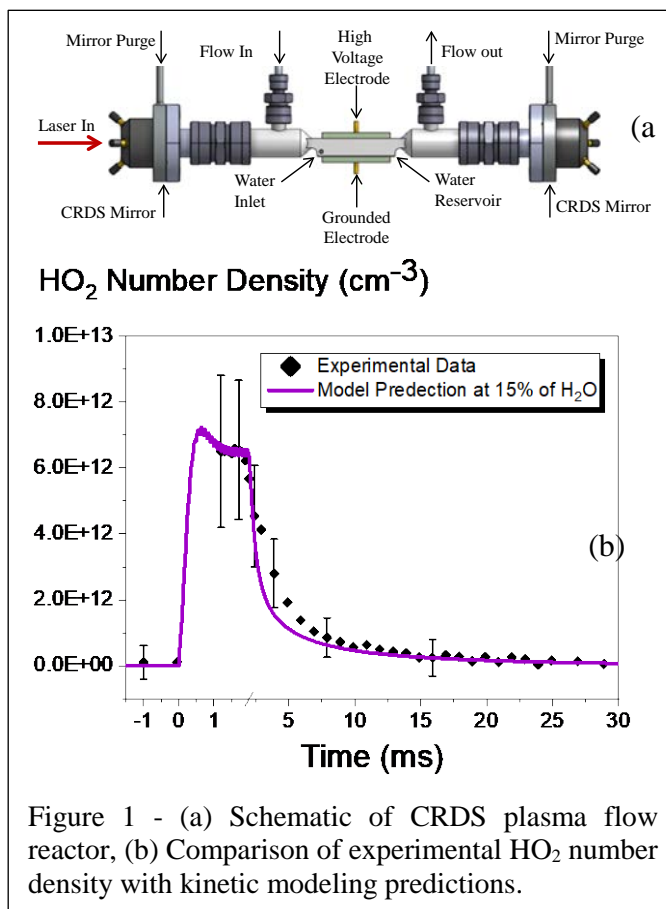 Mirror Purge
Flow In
High
Voltage
Electrode
Flow out
Mirror Purge
Laser In
(a
CRDS Mirror
Water
Inlet
Grounded
Electrode
Water
Reservoir
CRDS Mirror
HO₂ Number Density (cm⁻³)
1.0E+13
8.0E+12
6.0E+12
4.0E+12
2.0E+12
0.0E+00
Experimental Data
Model Predection at 15% of H₂O
(b)
-1 0 1 5 10 15 20 25 30
Time (ms)
Figure 1 - (a) Schematic of CRDS plasma flow
reactor, (b) Comparison of experimental HO₂ number
density with kinetic modeling predictions.